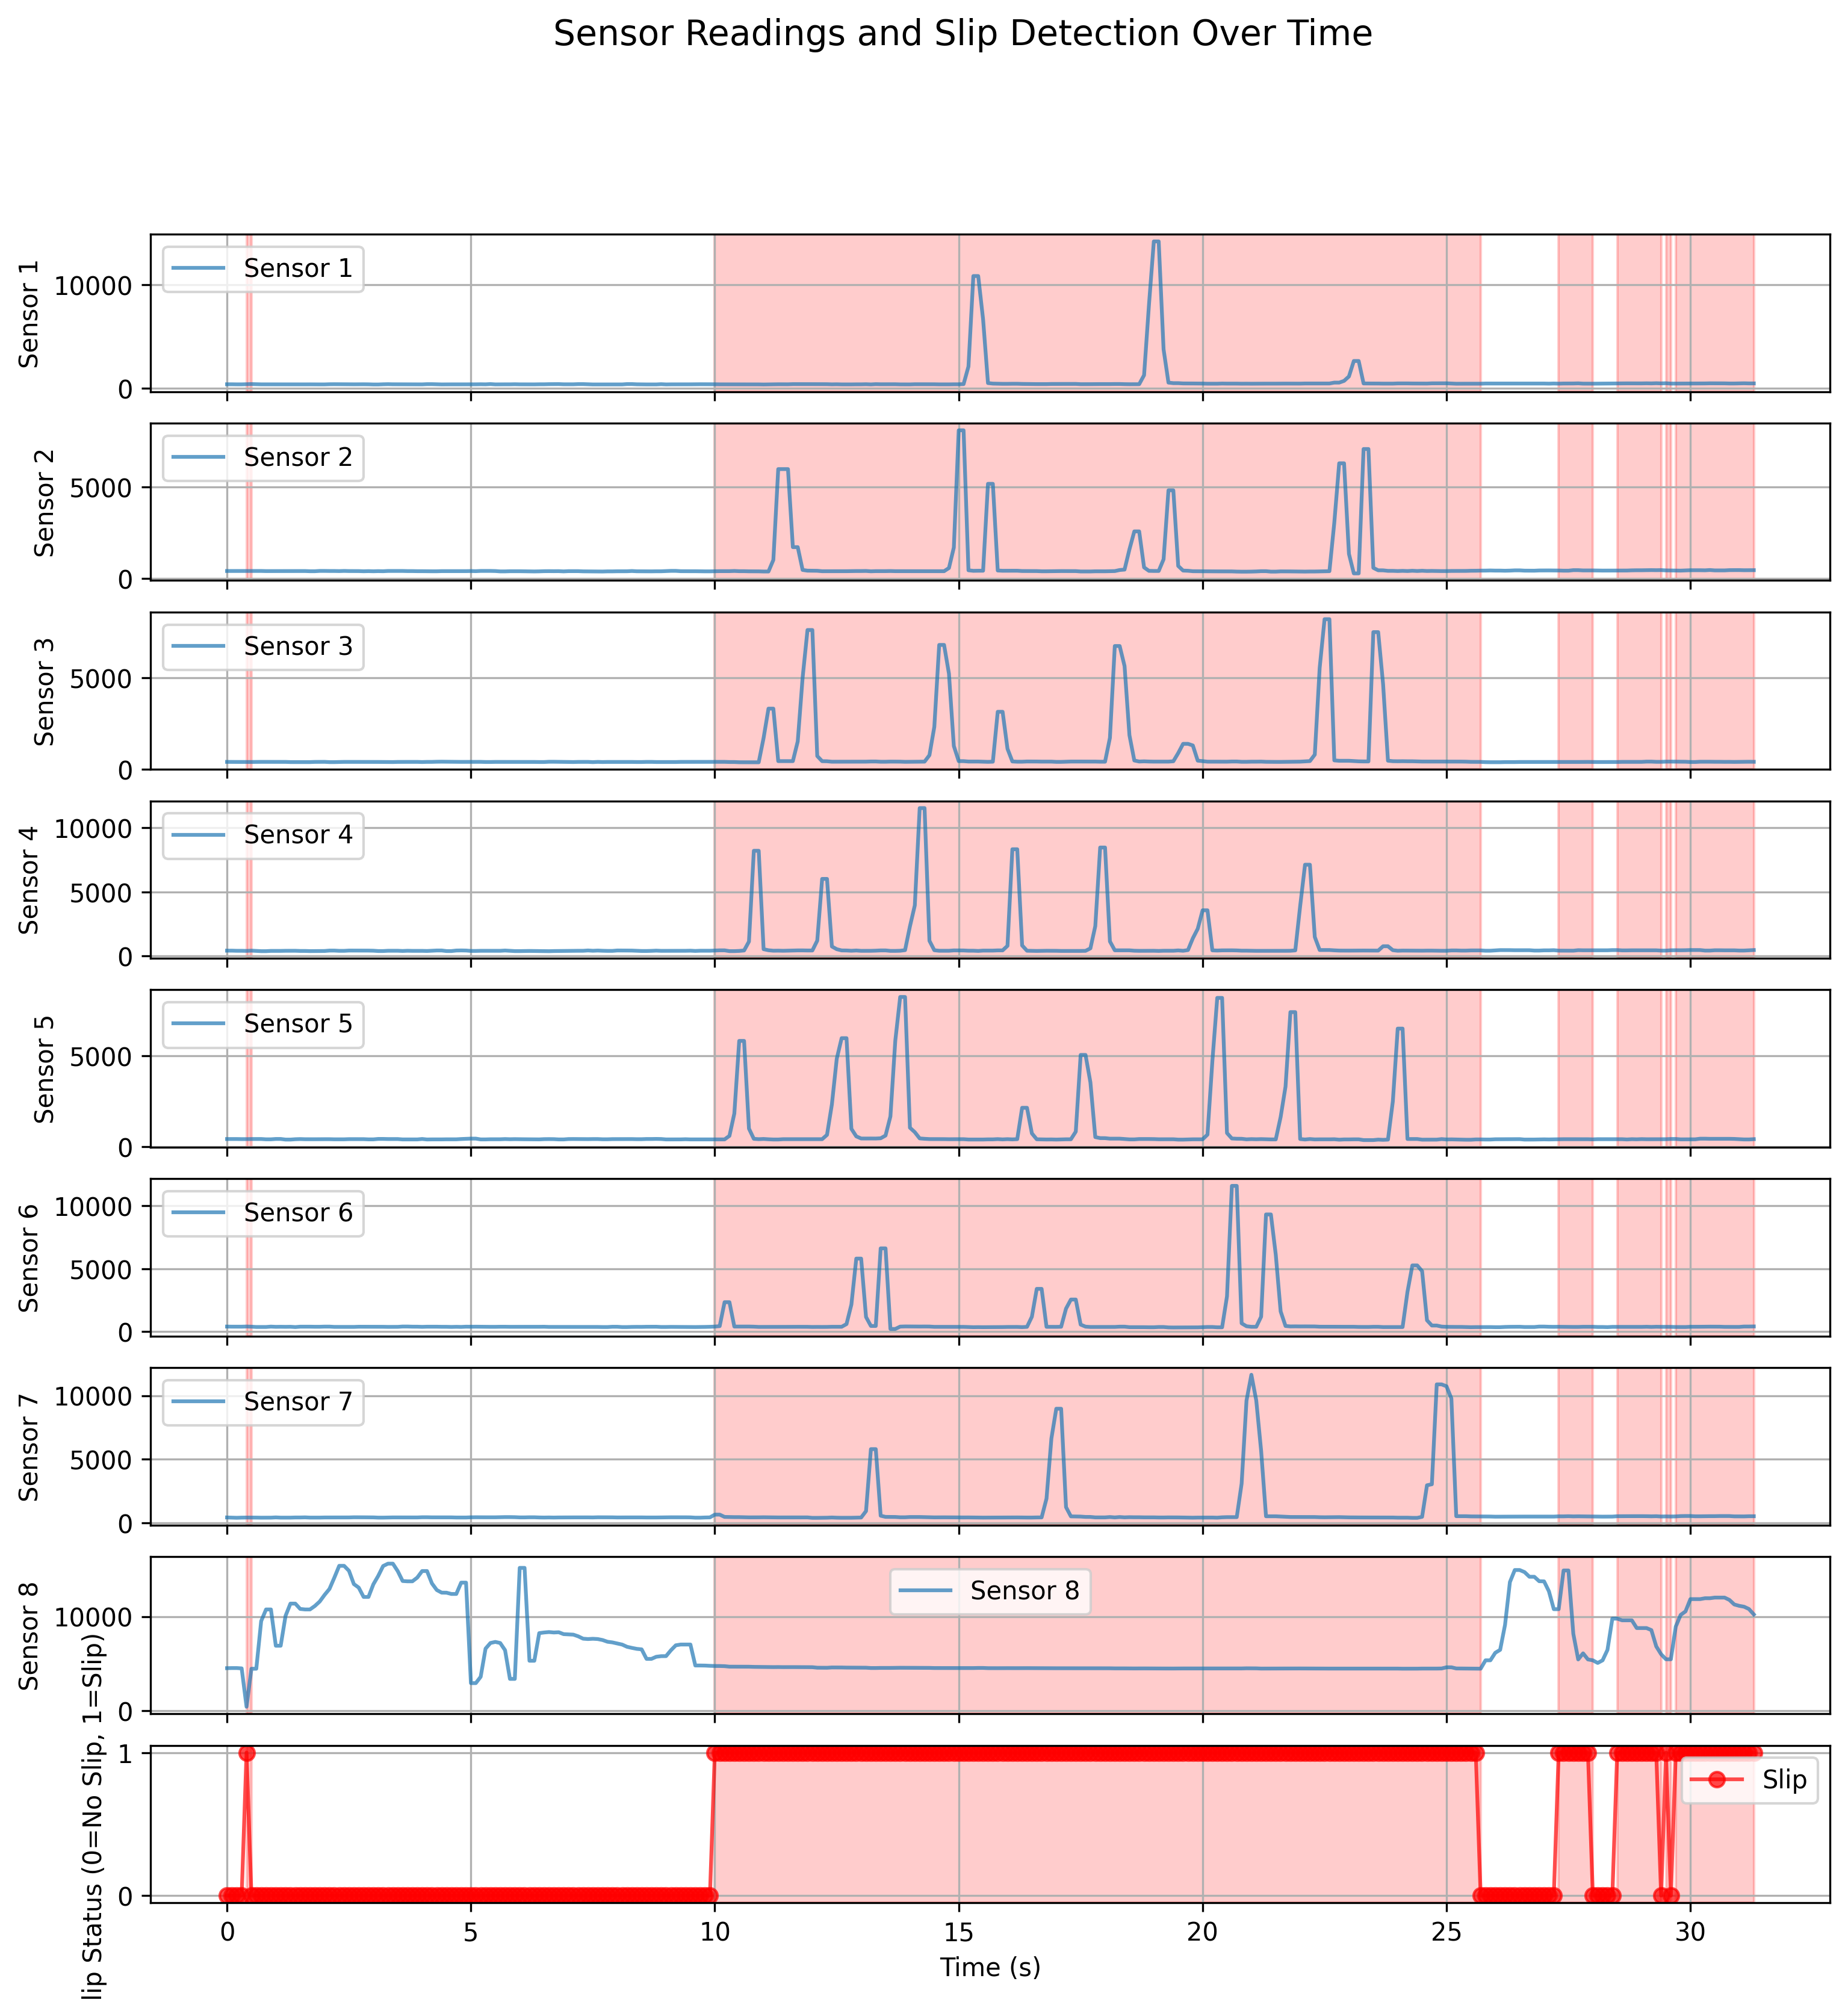 Sensor Readings and Slip Detection Over Time
Sensor 1
10000
0
Sensor 1
Sensor 2
5000
0
Sensor 2
Sensor 3
5000
0
Sensor 3
Sensor 4
10000
5000
0
Sensor 4
Sensor 5
5000
0
Sensor 5
Sensor 6
10000
5000
0
Sensor 6
Sensor 7
10000
5000
0
Sensor 7
Sensor 8
10000
0
Sensor 8
lip Status (0=No Slip, 1=Slip)
1
0
Slip
0 5 10 15 20 25 30
Time (s)